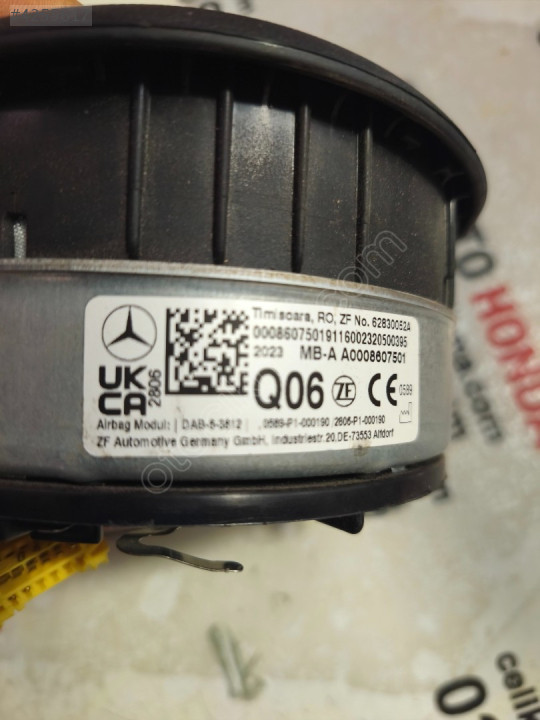 Timisoara, RO, ZF No. 62830052A
00086075019116002320500395
2023 MB-A A0008607501
UK
CA
2806
Q06 ZF CE 0589
Airbag Modul: | DAB-S-3812 | 0589-P1-000190 / 2806-P1-000190
ZF Automotive Germany GmbH, Industriestr.20,DE-73553 Alfdorf
HONDA